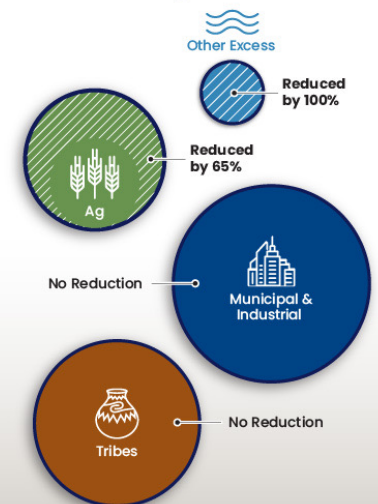 Other Excess
Reduced
by 100%
Reduced
by 65%
Ag
No Reduction
Municipal &
Industrial
No Reduction
Tribes